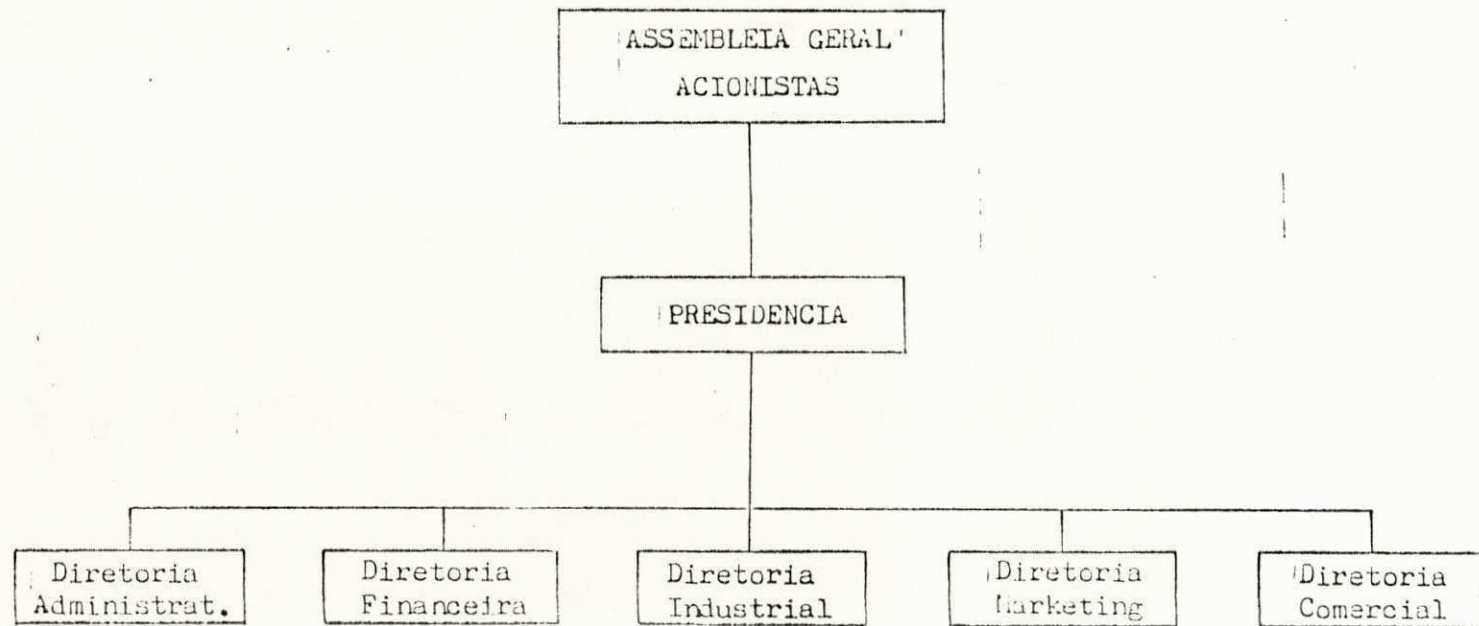 ASSEMBLEIA GERAL
ACIONISTAS
PRESIDENCIA
Diretoria
Administrat.
Diretoria
Financeira
Diretoria
Industrial
Diretoria
Marketing
Diretoria
Comercial